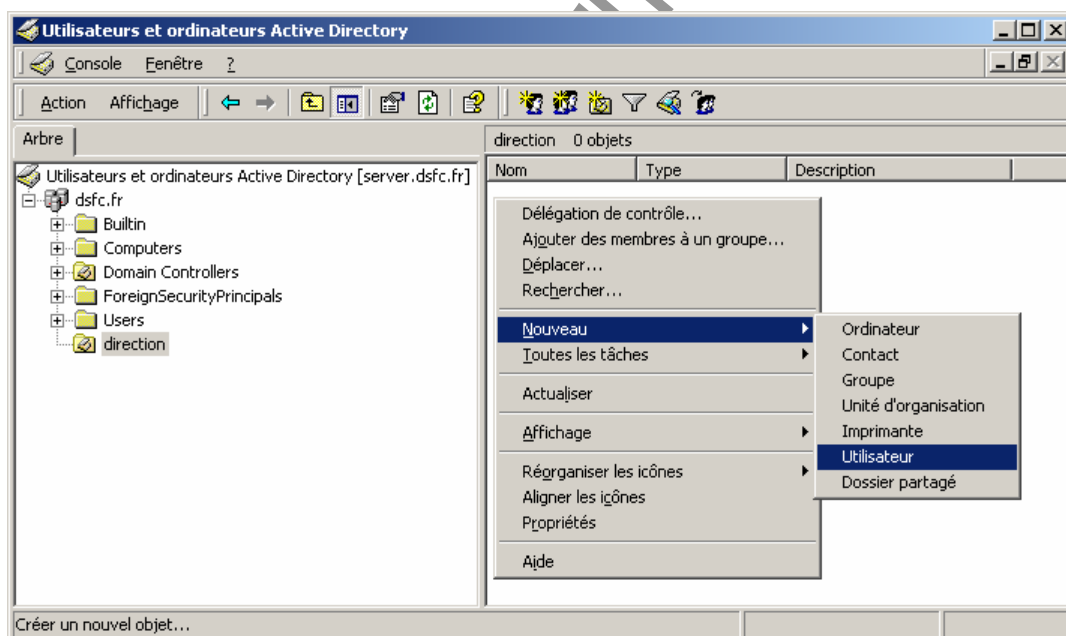 Utilisateurs et ordinateurs Active Directory
Console Fenêtre ?
Action Affichage
Arbre
direction 0 objets
Nom Type Description
Utilisateurs et ordinateurs Active Directory [server.dsfc.fr]
dsfc.fr
Builtin
Computers
Domain Controllers
ForeignSecurityPrincipals
Users
direction
Délégation de contrôle...
Ajouter des membres à un groupe...
Déplacer...
Rechercher...
Nouveau
Toutes les tâches
Actualiser
Affichage
Réorganiser les icônes
Aligner les icônes
Propriétés
Aide
Ordinateur
Contact
Groupe
Unité d'organisation
Imprimante
Utilisateur
Dossier partagé
Créer un nouvel objet...